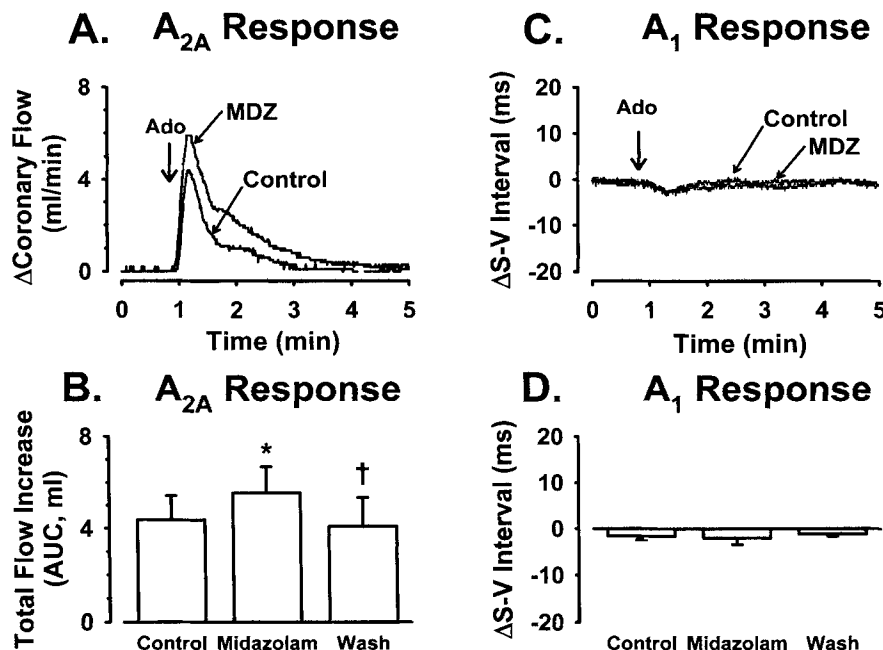 A. A2A Response
ΔCoronary Flow
(ml/min)
8
4
0
Ado
MDZ
Control
0 1 2 3 4 5
Time (min)
C. A1 Response
ΔS-V Interval (ms)
20
10
0
-10
-20
Ado
Control
MDZ
0 1 2 3 4 5
Time (min)
B. A2A Response
Total Flow Increase
(AUC, ml)
8
4
0
*
†
Control Midazolam Wash
D. A1 Response
ΔS-V Interval (ms)
20
10
0
-10
-20
Control Midazolam Wash